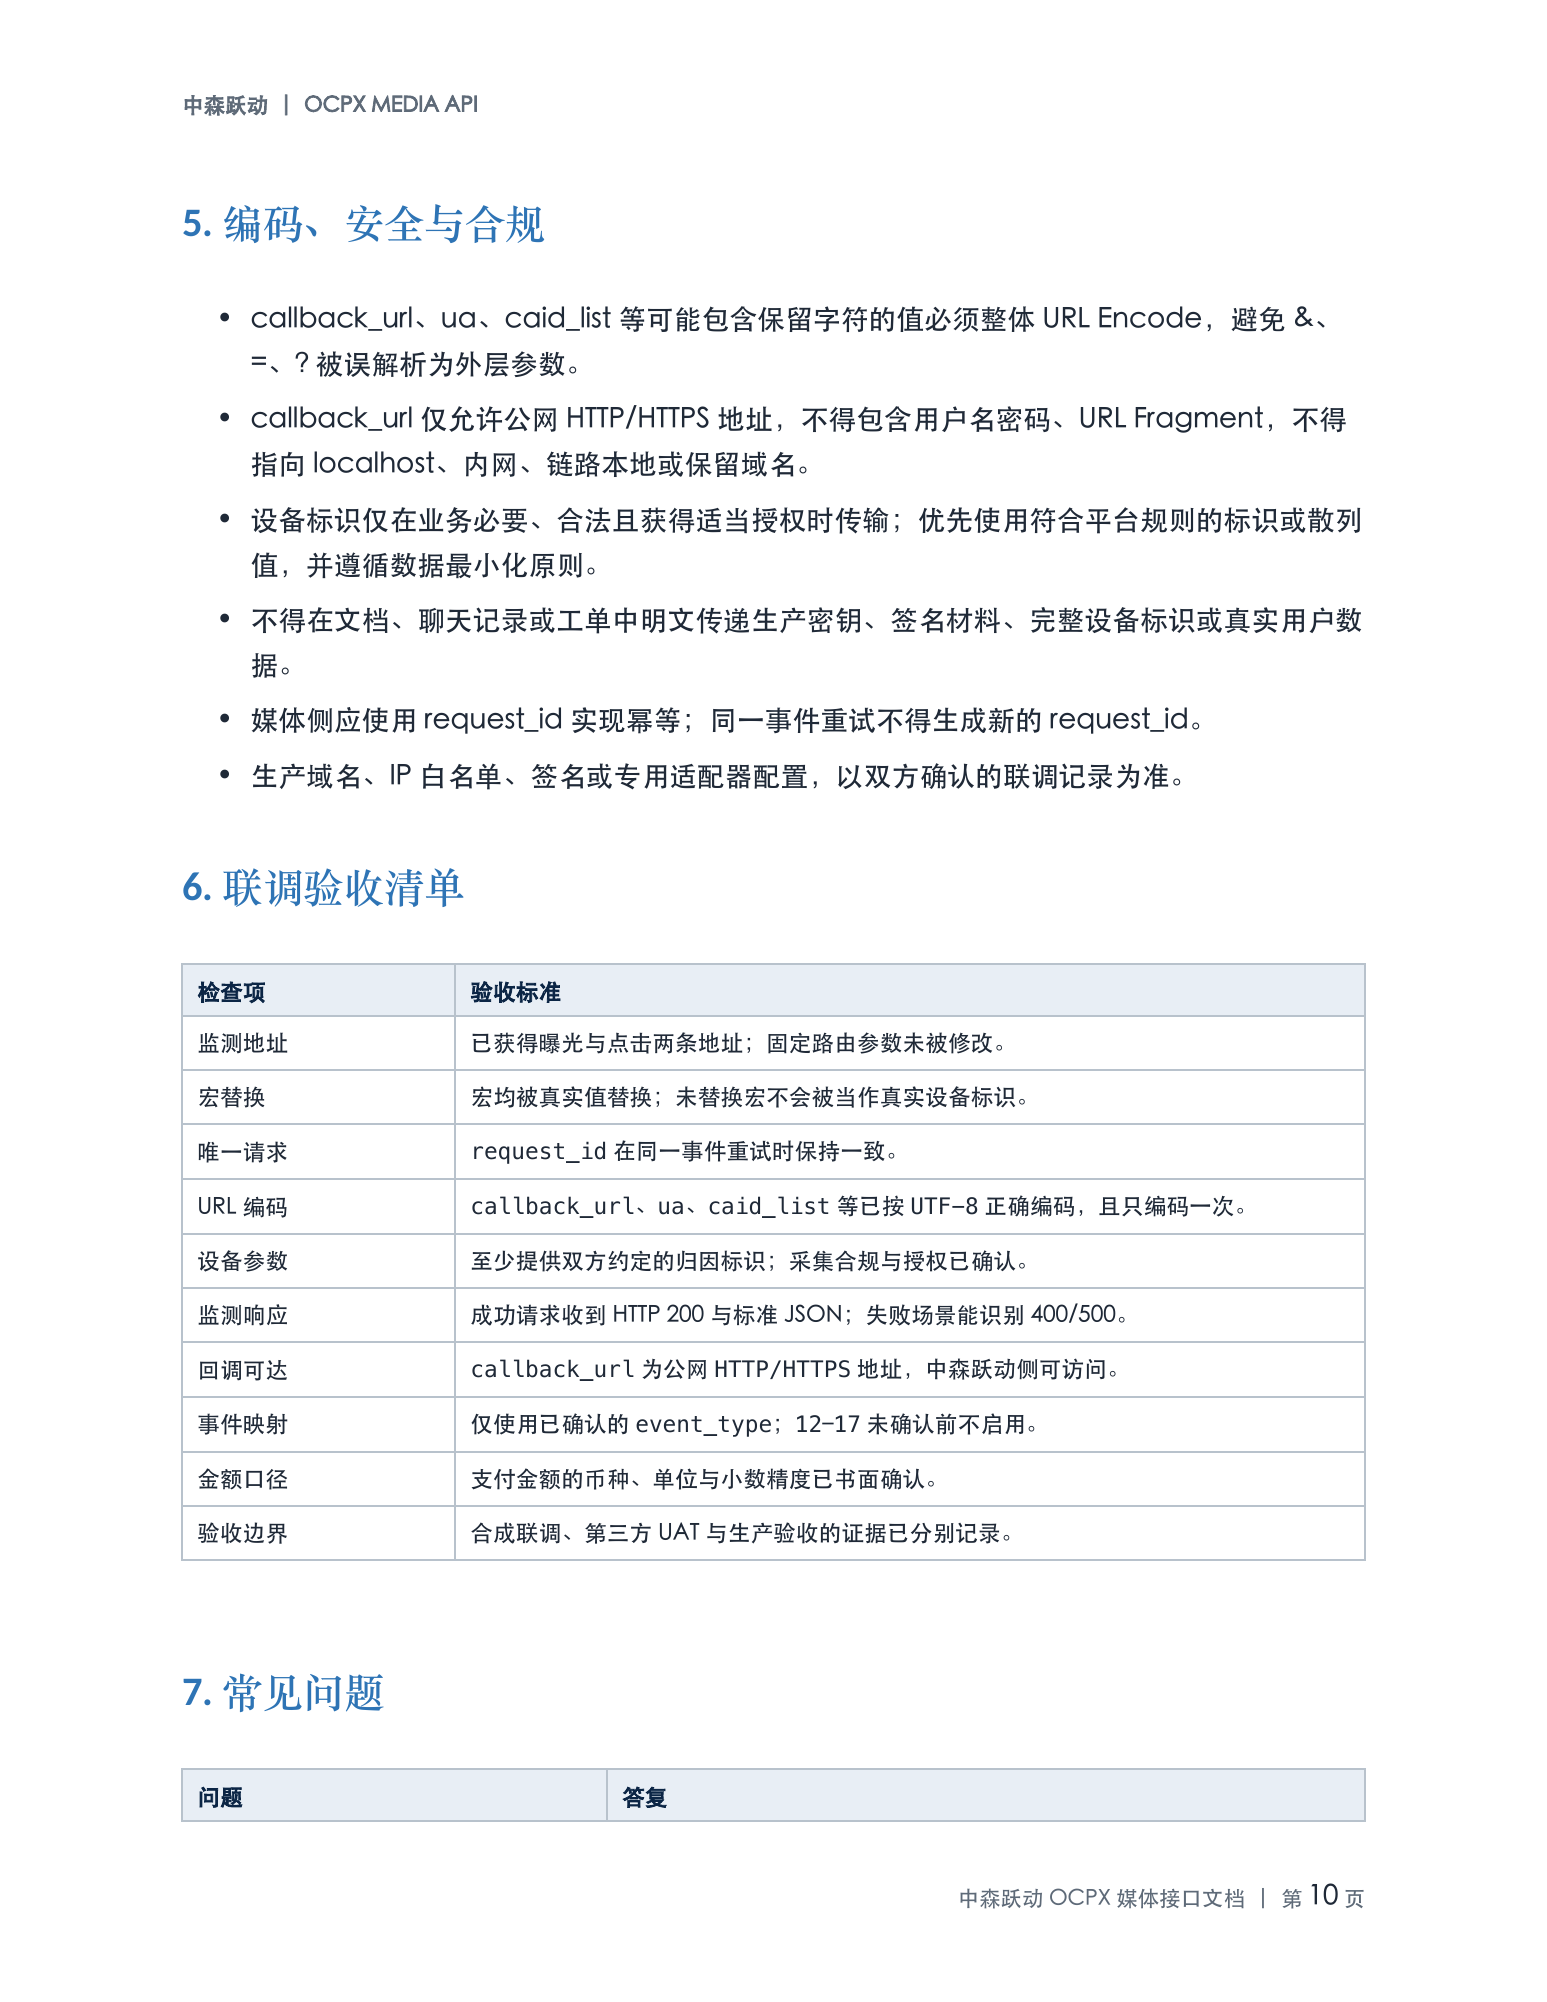 中森跃动 | OCPX MEDIA API
5. 编码、安全与合规
• callback_url、ua、caid_list 等可能包含保留字符的值必须整体 URL Encode，避免 &、
=、? 被误解析为外层参数。
• callback_url 仅允许公网 HTTP/HTTPS 地址，不得包含用户名密码、URL Fragment，不得
指向 localhost、内网、链路本地或保留域名。
• 设备标识仅在业务必要、合法且获得适当授权时传输；优先使用符合平台规则的标识或散列
值，并遵循数据最小化原则。
• 不得在文档、聊天记录或工单中明文传递生产密钥、签名材料、完整设备标识或真实用户数
据。
• 媒体侧应使用 request_id 实现幂等；同一事件重试不得生成新的 request_id。
• 生产域名、IP 白名单、签名或专用适配器配置，以双方确认的联调记录为准。
6. 联调验收清单
检查项 验收标准
监测地址 已获得曝光与点击两条地址；固定路由参数未被修改。
宏替换 宏均被真实值替换；未替换宏不会被当作真实设备标识。
唯一请求 request_id 在同一事件重试时保持一致。
URL 编码 callback_url、ua、caid_list 等已按 UTF-8 正确编码，且只编码一次。
设备参数 至少提供双方约定的归因标识；采集合规与授权已确认。
监测响应 成功请求收到 HTTP 200 与标准 JSON；失败场景能识别 400/500。
回调可达 callback_url 为公网 HTTP/HTTPS 地址，中森跃动侧可访问。
事件映射 仅使用已确认的 event_type；12–17 未确认前不启用。
金额口径 支付金额的币种、单位与小数精度已书面确认。
验收边界 合成联调、第三方 UAT 与生产验收的证据已分别记录。
7. 常见问题
问题 答复
中森跃动 OCPX 媒体接口文档 | 第 10 页